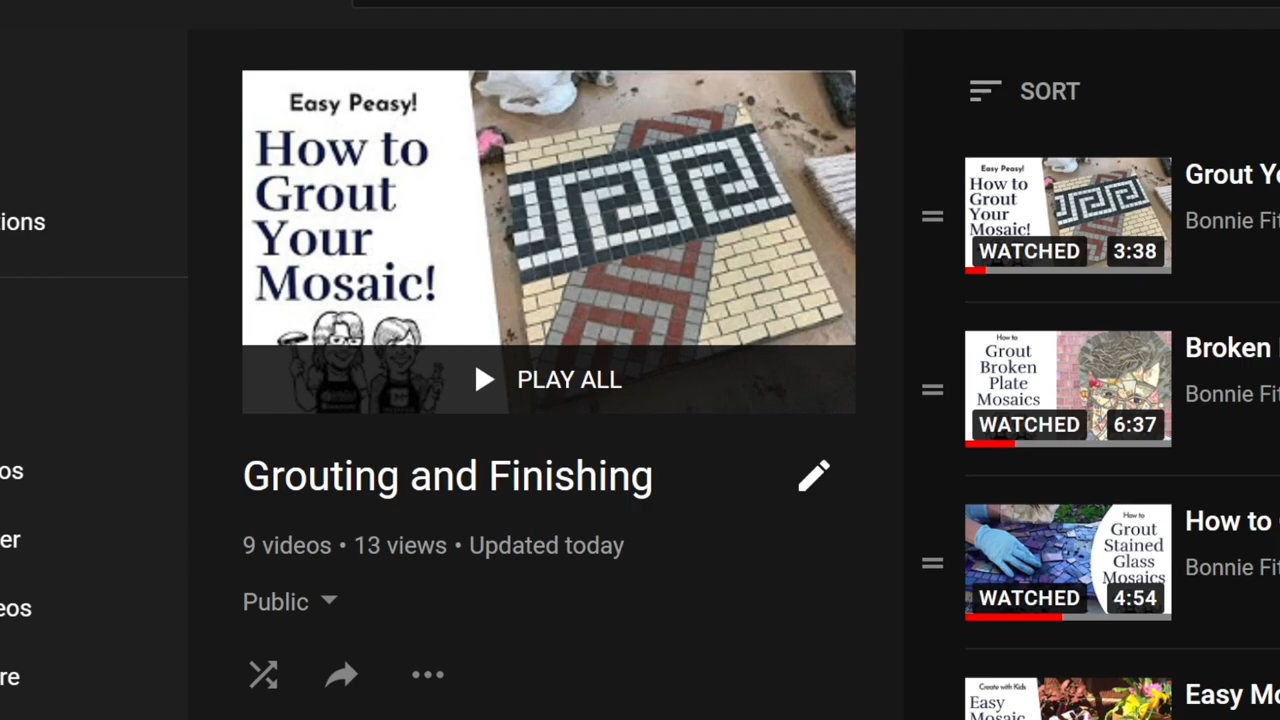 ions
os
er
eos
re
Easy Peasy!
How to
Grout
Your
Mosaic!
PLAY ALL
Grouting and Finishing
9 videos • 13 views • Updated today
Public
SORT
Easy Peasy!
How to
Grout
Your
Mosaic!
WATCHED 3:38
Grout Yo
Bonnie Fit
How to
Grout
Broken
Plate
Mosaics
WATCHED 6:37
Broken
Bonnie Fit
How to
Grout
Stained
Glass
Mosaics
WATCHED 4:54
How to
Bonnie Fit
Create with Kids
Easy
Mosaic
Easy Mo